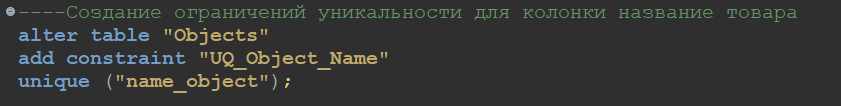 ----Создание ограничений уникальности для колонки название товара
alter table "Objects"
add constraint "UQ_Object_Name"
unique ("name_object");